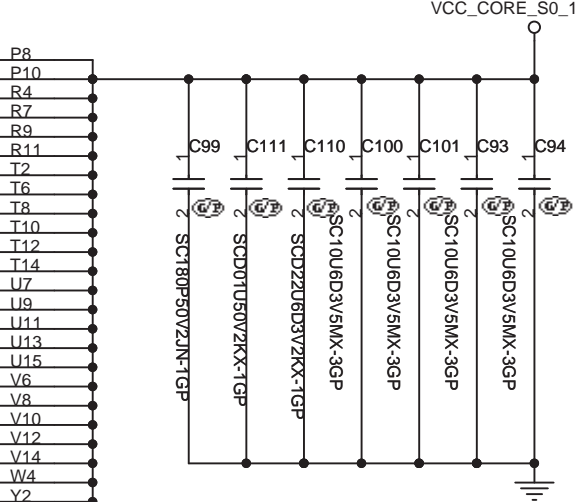 VCC_CORE_S0_1
P8
P10
R4
R7
R9
R11
T2
T6
T8
T10
T12
T14
U7
U9
U11
U13
U15
V6
V8
V10
V12
V14
W4
Y2
C99
C111
C110
C100
C101
C93
C94
1
1
1
1
1
1
1
G/P
G/P
G/P
G/P
G/P
G/P
G/P
2
2
2
2
2
2
2
SC180P50V2JN-1GP
SCD01U50V2KX-1GP
SCD22U6D3V2KX-1GP
SC10U6D3V5MX-3GP
SC10U6D3V5MX-3GP
SC10U6D3V5MX-3GP
SC10U6D3V5MX-3GP